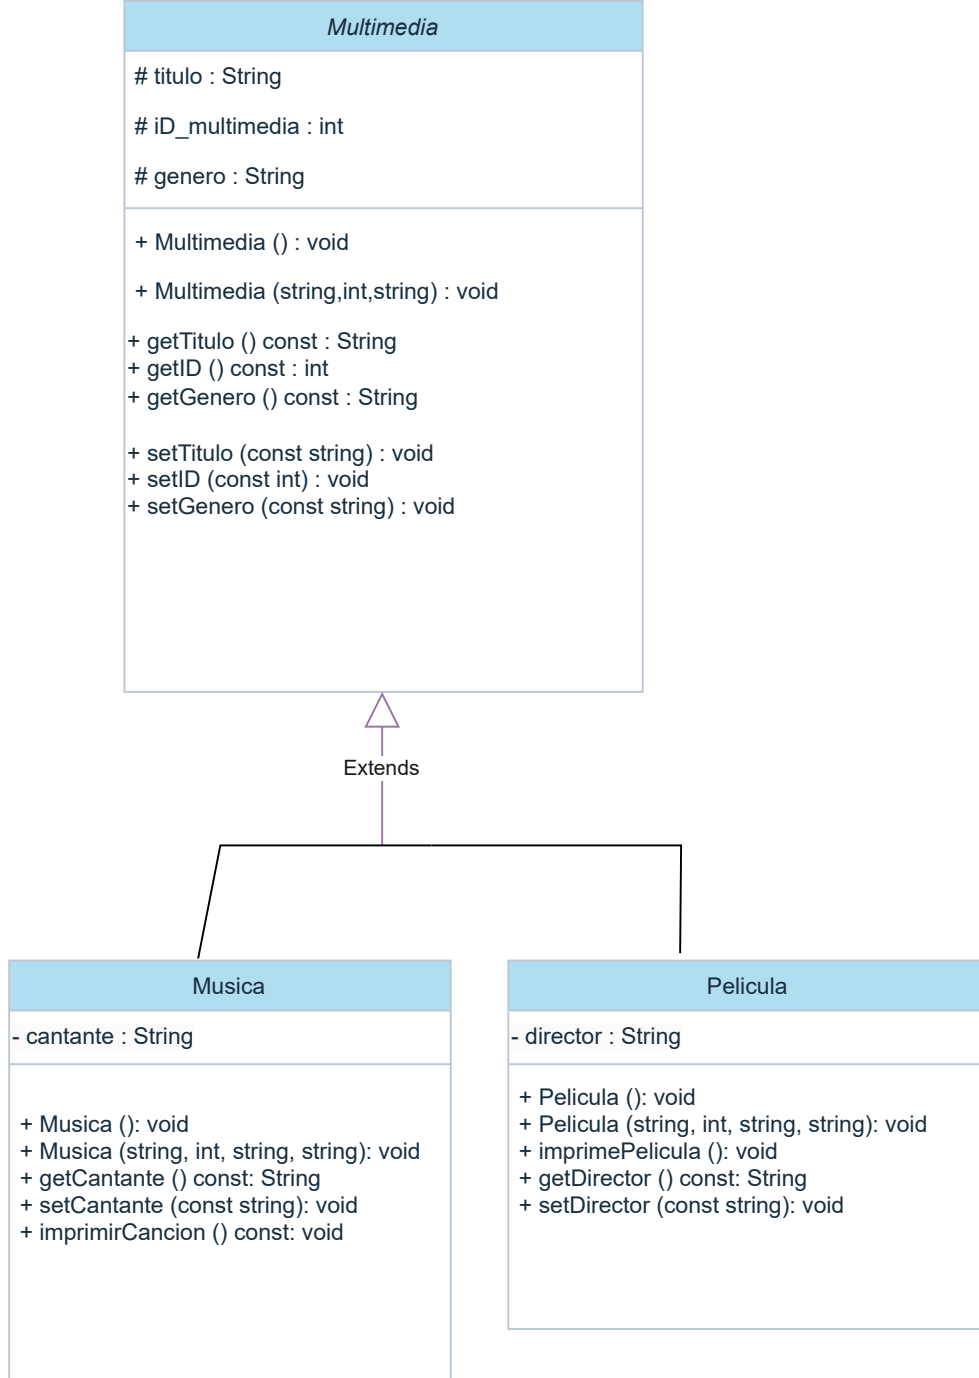 Multimedia
# titulo : String
# iD_multimedia : int
# genero : String
+ Multimedia () : void
+ Multimedia (string,int,string) : void
+ getTitulo () const : String
+ getID () const : int
+ getGenero () const : String
+ setTitulo (const string) : void
+ setID (const int) : void
+ setGenero (const string) : void
Extends
Musica
- cantante : String
+ Musica (): void
+ Musica (string, int, string, string): void
+ getCantante () const: String
+ setCantante (const string): void
+ imprimirCancion () const: void
Pelicula
- director : String
+ Pelicula (): void
+ Pelicula (string, int, string, string): void
+ imprimePelicula (): void
+ getDirector () const: String
+ setDirector (const string): void